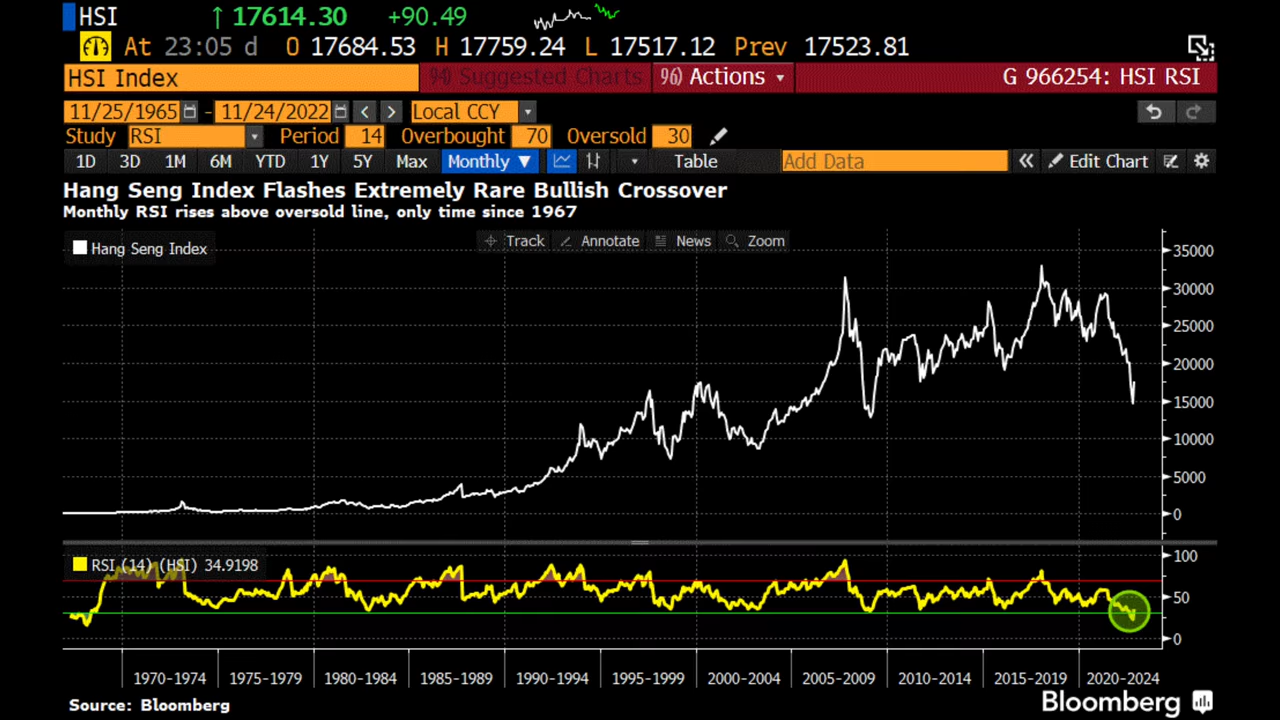 HSI ↑ 17614.30 +90.49
At 23:05 d O 17684.53 H 17759.24 L 17517.12 Prev 17523.81
HSI Index 94) Suggested Charts 96) Actions G 966254: HSI RSI
11/25/1965 - 11/24/2022 < > Local CCY
Study RSI Period 14 Overbought 70 Oversold 30
1D 3D 1M 6M YTD 1Y 5Y Max Monthly ▼ Table Add Data « Edit Chart
Hang Seng Index Flashes Extremely Rare Bullish Crossover
Monthly RSI rises above oversold line, only time since 1967
Track Annotate News Zoom
Hang Seng Index
35000
30000
25000
20000
15000
10000
5000
0
RSI (14) (HSI) 34.9198
100
50
0
1970-1974 1975-1979 1980-1984 1985-1989 1990-1994 1995-1999 2000-2004 2005-2009 2010-2014 2015-2019 2020-2024
Source: Bloomberg
Bloomberg